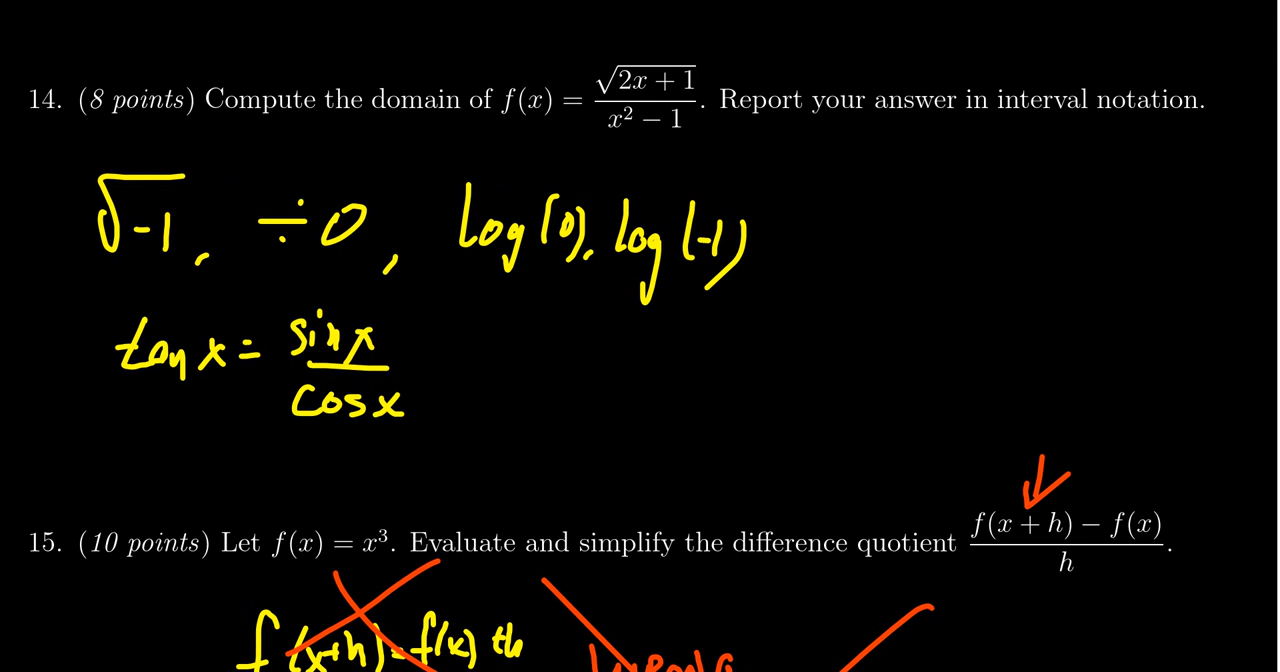 14. (8 points) Compute the domain of f(x) = √(2x + 1) / (x² − 1). Report your answer in interval notation.
√-1, ÷0, log(0), log(-1)
tan x = sin x / cos x
15. (10 points) Let f(x) = x³. Evaluate and simplify the difference quotient (f(x + h) − f(x)) / h.
f(x+h) = f(x) th